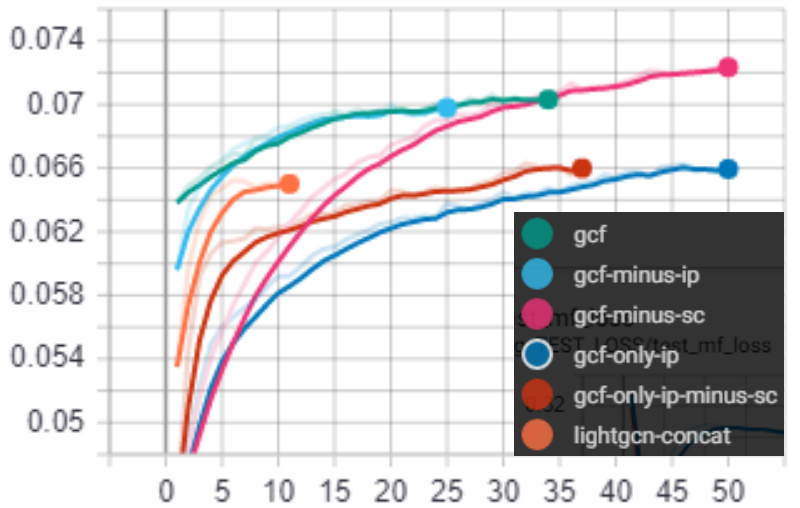 0.074
0.07
0.066
0.062
0.058
0.054
0.05
0 5 10 15 20 25 30 35 40 45 50
gcf
gcf-minus-ip
gcf-minus-sc
gcf-only-ip
TEST_LOSS/test_mf_loss
gcf-only-ip-minus-sc
lightgcn-concat